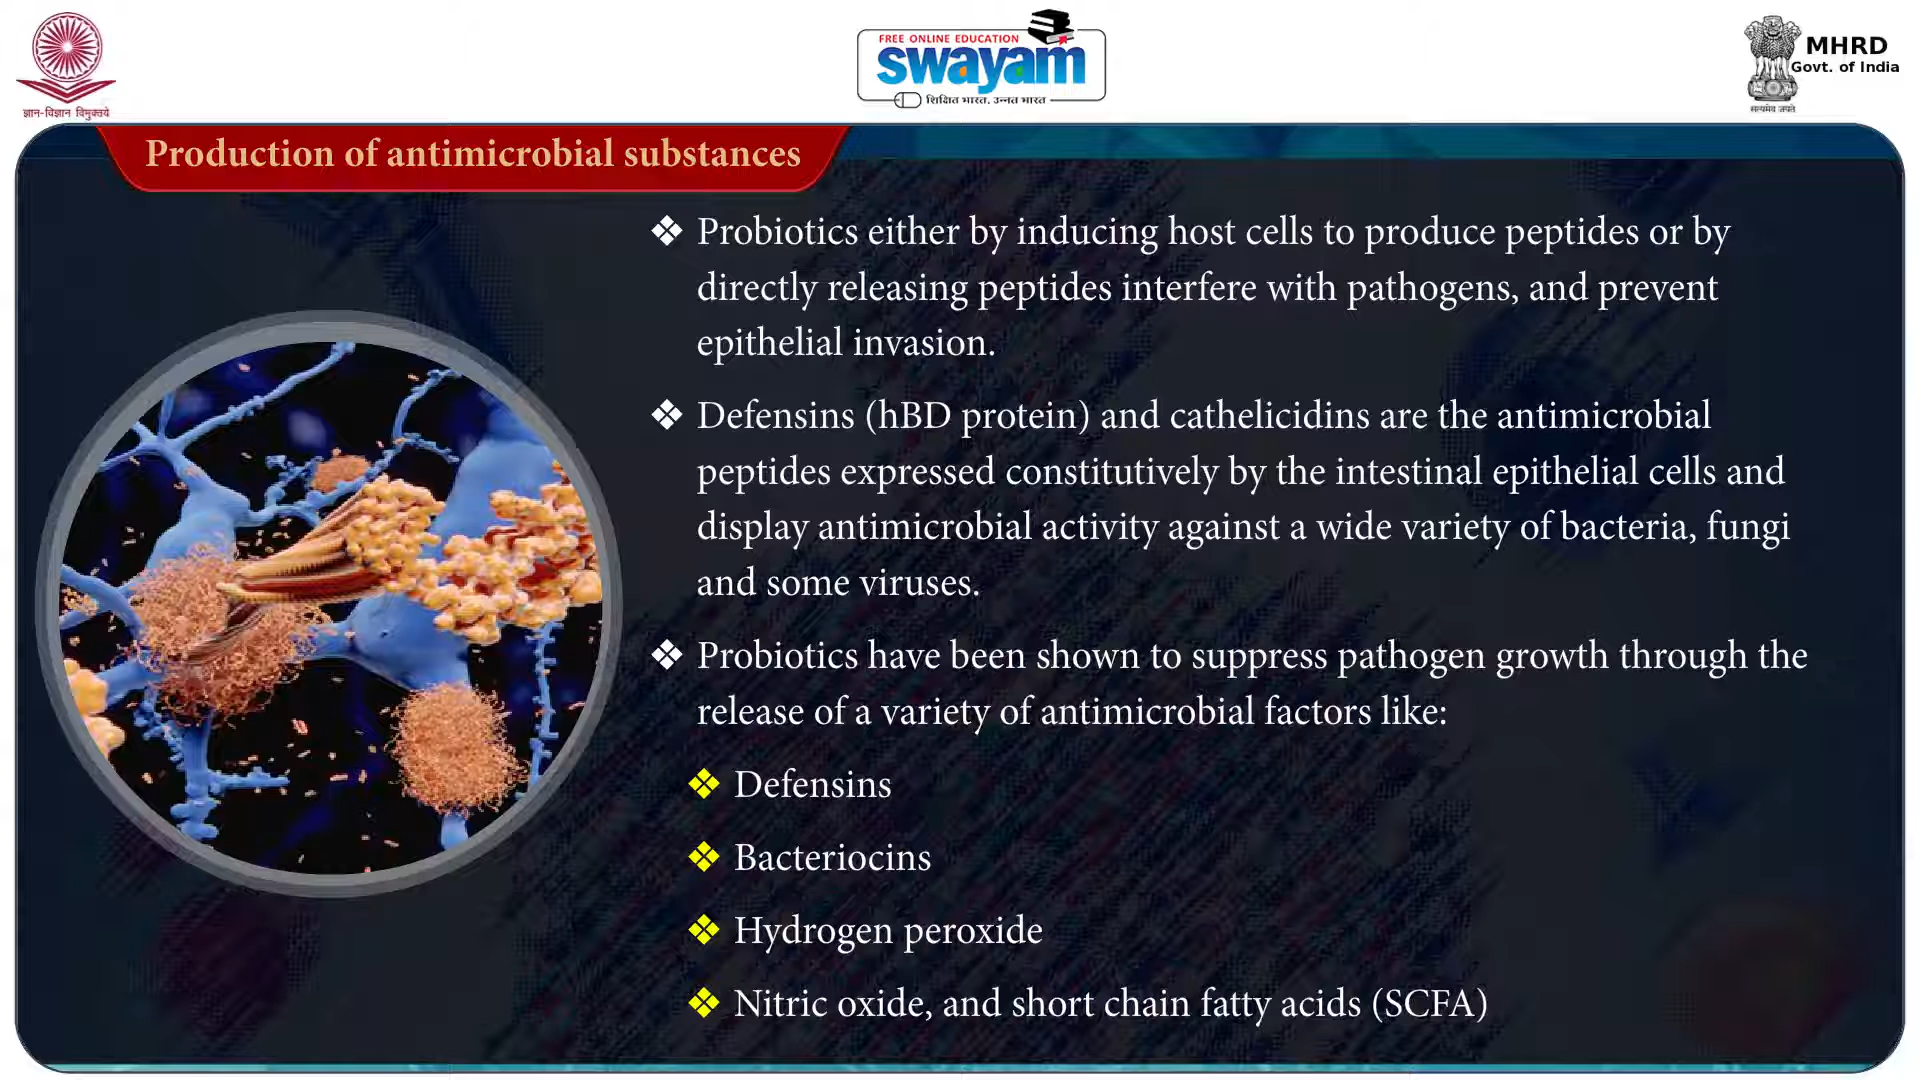 ज्ञान-विज्ञान विमुक्तये
FREE ONLINE EDUCATION
swayam
शिक्षित भारत, उन्नत भारत
MHRD
Govt. of India
सत्यमेव जयते
Production of antimicrobial substances
❖ Probiotics either by inducing host cells to produce peptides or by
directly releasing peptides interfere with pathogens, and prevent
epithelial invasion.
❖ Defensins (hBD protein) and cathelicidins are the antimicrobial
peptides expressed constitutively by the intestinal epithelial cells and
display antimicrobial activity against a wide variety of bacteria, fungi
and some viruses.
❖ Probiotics have been shown to suppress pathogen growth through the
release of a variety of antimicrobial factors like:
❖ Defensins
❖ Bacteriocins
❖ Hydrogen peroxide
❖ Nitric oxide, and short chain fatty acids (SCFA)